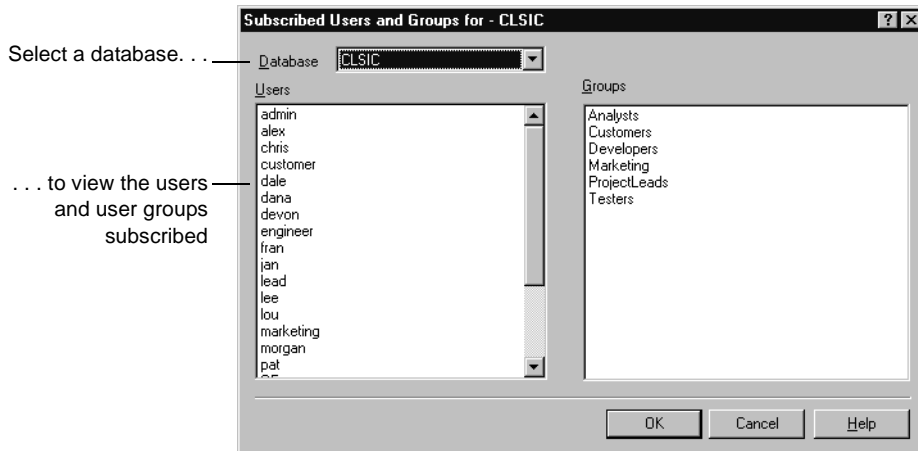 Subscribed Users and Groups for - CLSIC
Select a database. . .
Database
CLSIC
Users
admin
alex
chris
customer
dale
dana
devon
engineer
fran
jan
lead
lee
lou
marketing
morgan
pat
Groups
Analysts
Customers
Developers
Marketing
ProjectLeads
Testers
. . . to view the users
and user groups
subscribed
OK
Cancel
Help